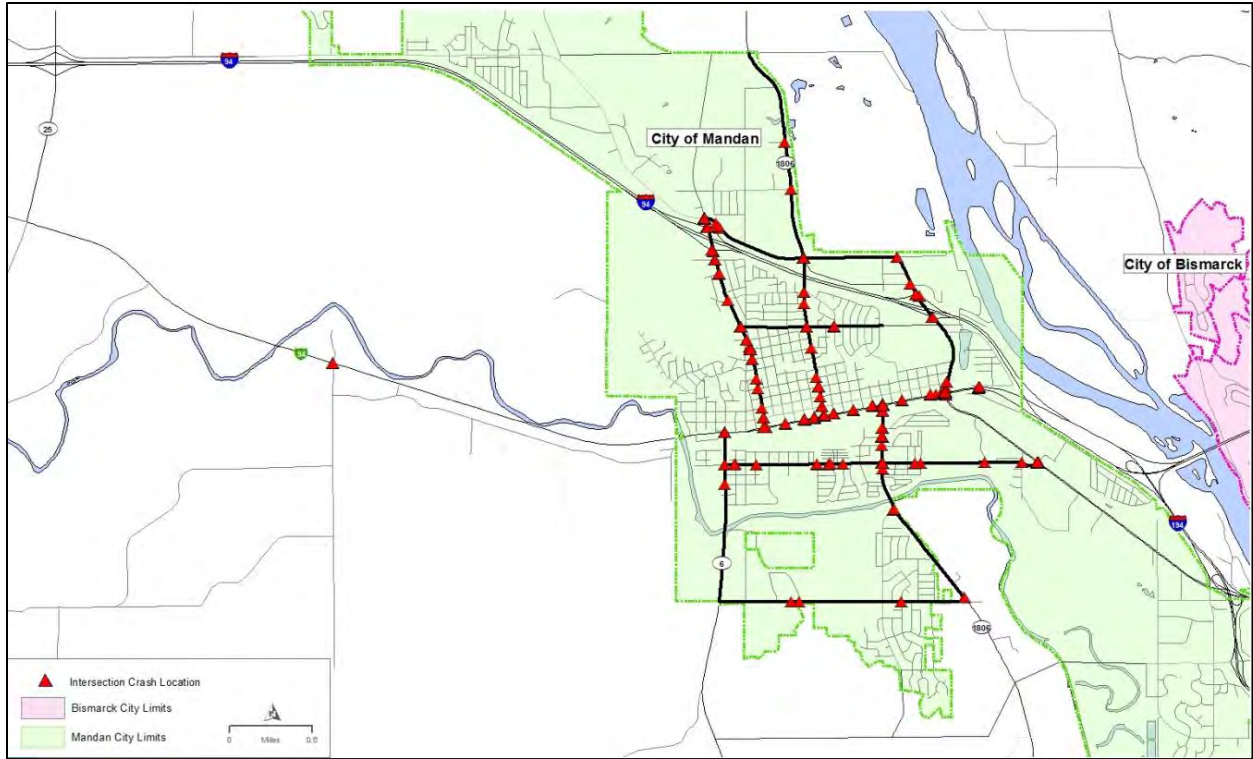 94
25
City of Mandan
1806
94
City of Bismarck
94
194
6
1806
Intersection Crash Location
Bismarck City Limits
Mandan City Limits
N
0 Miles 0.5